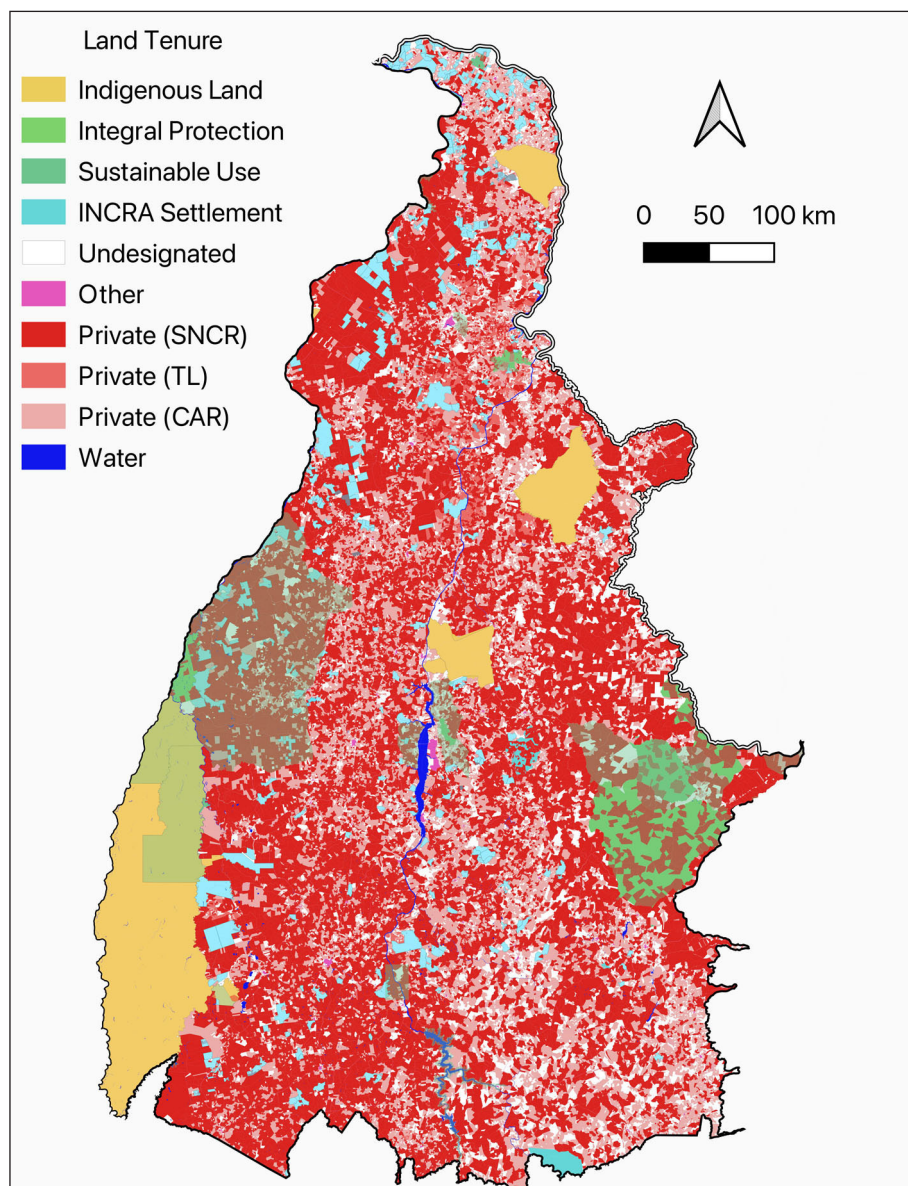 Land Tenure
Indigenous Land
Integral Protection
Sustainable Use
INCRA Settlement
Undesignated
Other
Private (SNCR)
Private (TL)
Private (CAR)
Water
0 50 100 km